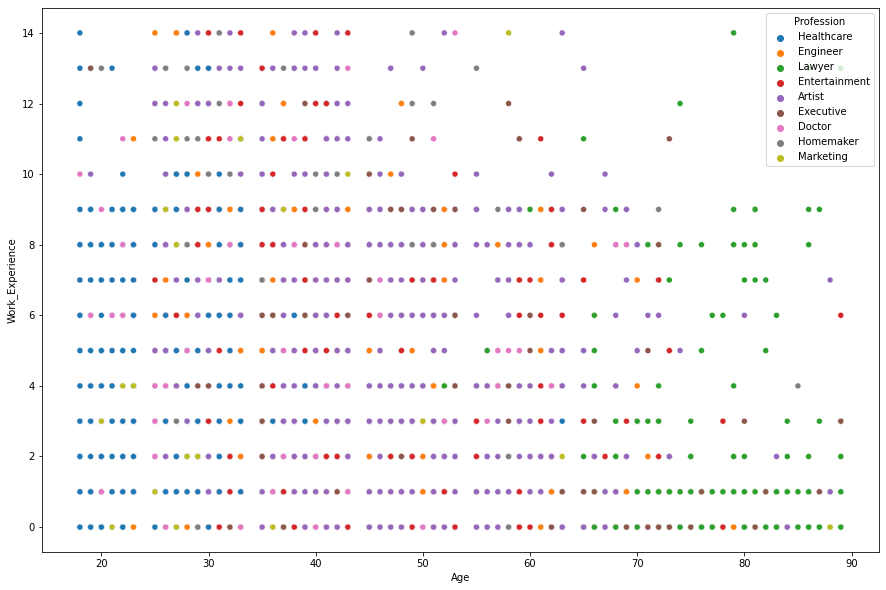 Profession
Healthcare
Engineer
Lawyer
Entertainment
Artist
Executive
Doctor
Homemaker
Marketing
Work_Experience
14
12
10
8
6
4
2
0
20 30 40 50 60 70 80 90
Age